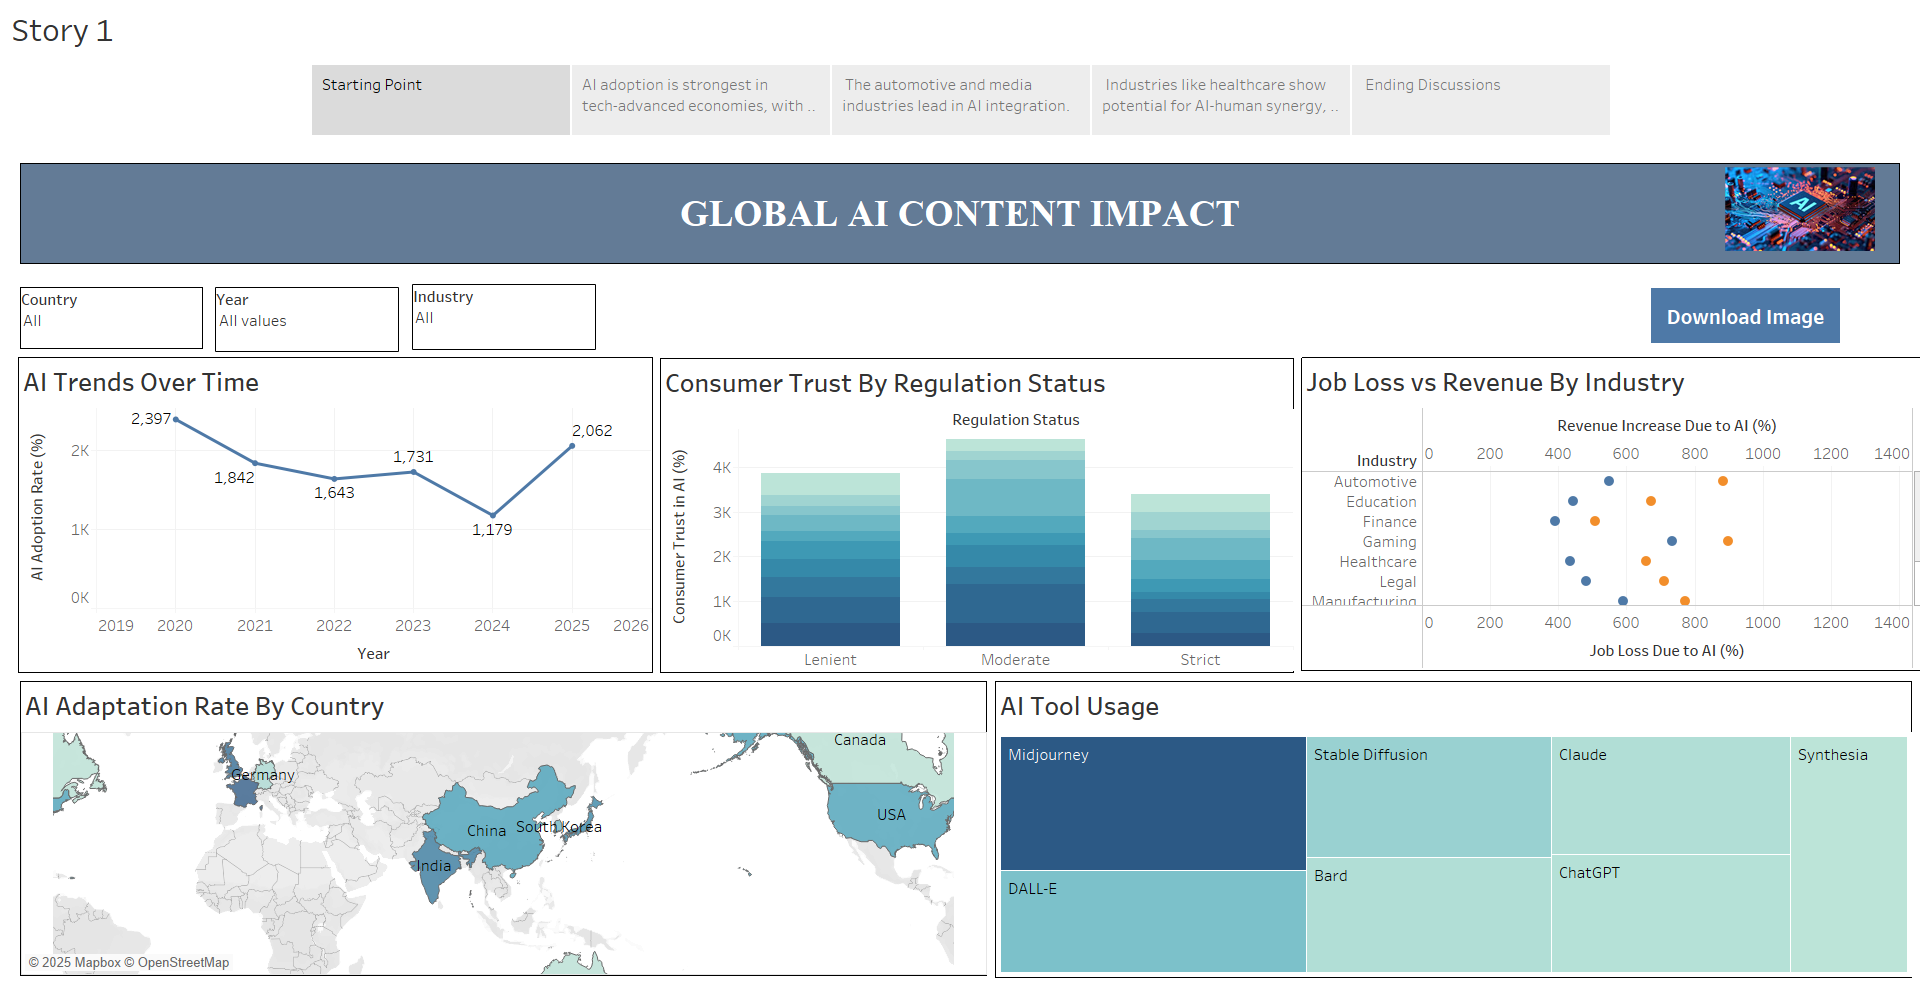 Story 1
Starting Point
AI adoption is strongest in
tech-advanced economies, with ..
The automotive and media
industries lead in AI integration.
Industries like healthcare show
potential for AI-human synergy, ..
Ending Discussions
GLOBAL AI CONTENT IMPACT
AI
Country
All
Year
All values
Industry
All
Download Image
AI Trends Over Time
AI Adoption Rate (%)
2K
1K
0K
2,397
1,842
1,643
1,731
1,179
2,062
2019 2020 2021 2022 2023 2024 2025 2026
Year
Consumer Trust By Regulation Status
Regulation Status
Consumer Trust in AI (%)
4K
3K
2K
1K
0K
Lenient Moderate Strict
Job Loss vs Revenue By Industry
Revenue Increase Due to AI (%)
0 200 400 600 800 1000 1200 1400
Industry
Automotive
Education
Finance
Gaming
Healthcare
Legal
Manufacturing
0 200 400 600 800 1000 1200 1400
Job Loss Due to AI (%)
AI Adaptation Rate By Country
Canada
Germany
USA
China
South Korea
India
© 2025 Mapbox © OpenStreetMap
AI Tool Usage
Midjourney
DALL-E
Stable Diffusion
Bard
Claude
ChatGPT
Synthesia